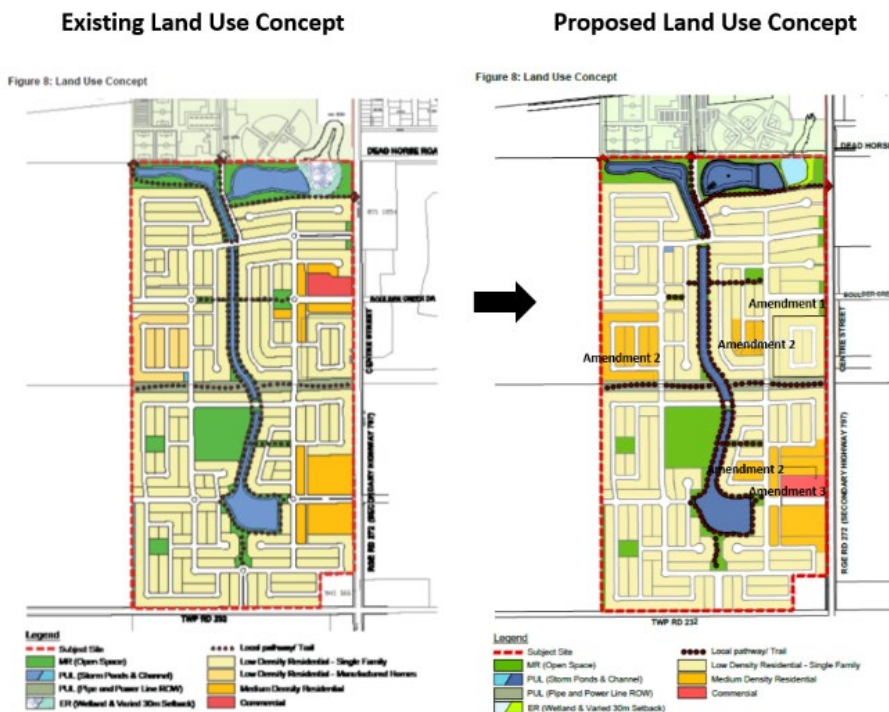 Existing Land Use Concept
Proposed Land Use Concept
Figure 8: Land Use Concept
Figure 8: Land Use Concept
DEAD HORSE ROAD
DEAD HORSE
BOULDER CREEK DR
BOULDER CREE
CENTRE STREET
CENTRE STREET
Amendment 1
Amendment 2
Amendment 2
Amendment 2
Amendment 3
RGE RD 272 (SECONDARY HIGHWAY 797)
RGE RD 272 (SECONDARY HIGHWAY 797)
TWP RD 232
TWP RD 232
Legend
Subject Site
MR (Open Space)
PUL (Storm Ponds & Channel)
PUL (Pipe and Power Line ROW)
ER (Wetland & Varied 30m Setback)
Local pathway/ Trail
Low Density Residential - Single Family
Low Density Residential - Manufactured Homes
Medium Density Residential
Commercial
Legend
Subject Site
MR (Open Space)
PUL (Storm Ponds & Channel)
PUL (Pipe and Power Line ROW)
ER (Wetland & Varied 30m Setback)
Local pathway/ Trail
Low Density Residential - Single Family
Medium Density Residential
Commercial